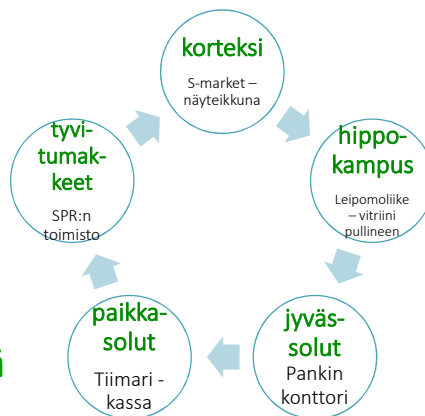 korteksi
S-market –
näyteikkuna
hippo-
kampus
Leipomoliike
– vitriini
pullineen
jyväs-
solut
Pankin
konttori
paikka-
solut
Tiimari -
kassa
tyvi-
tumak-
keet
SPR:n
toimisto